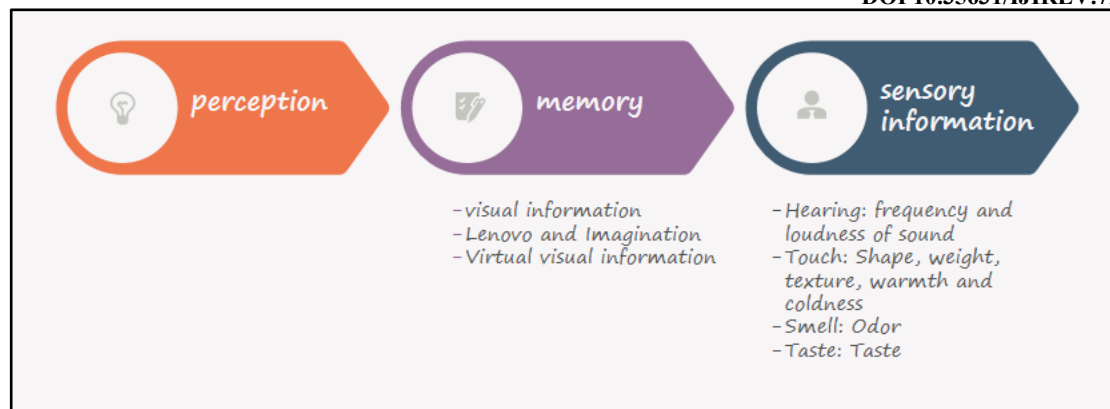 perception
memory
sensory
information
-visual information
-Lenovo and Imagination
-Virtual visual information
-Hearing: frequency and
loudness of sound
-Touch: Shape, weight,
texture, warmth and
coldness
-Smell: Odor
-Taste: Taste